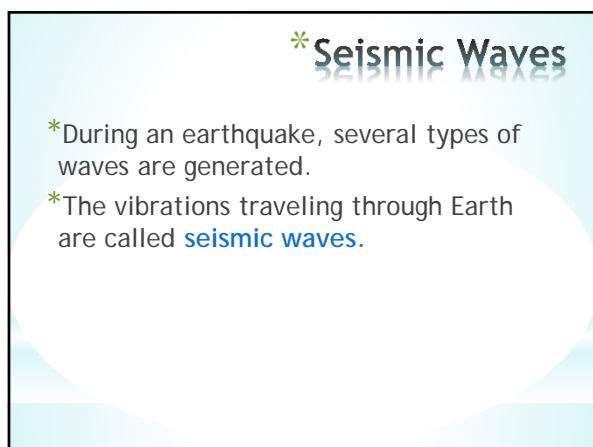 *Seismic Waves
*During an earthquake, several types of
waves are generated.
*The vibrations traveling through Earth
are called seismic waves.